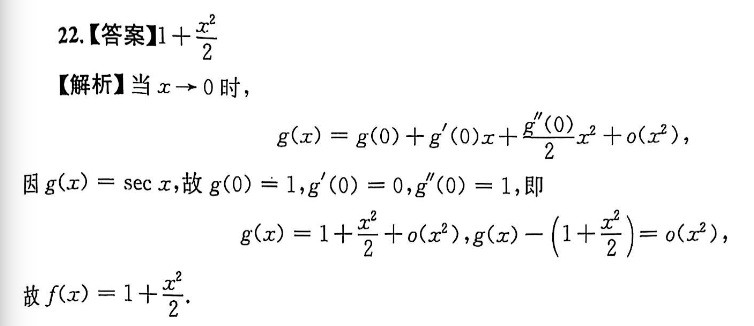 22.【答案】1+x²/2
【解析】当 x → 0 时，
g(x) = g(0)+g′(0)x+g″(0)/2 x²+o(x²)，
因 g(x) = sec x,故 g(0) = 1,g′(0) = 0,g″(0) = 1,即
g(x) = 1+x²/2+o(x²),g(x)−(1+x²/2)= o(x²)，
故 f(x) = 1+x²/2.